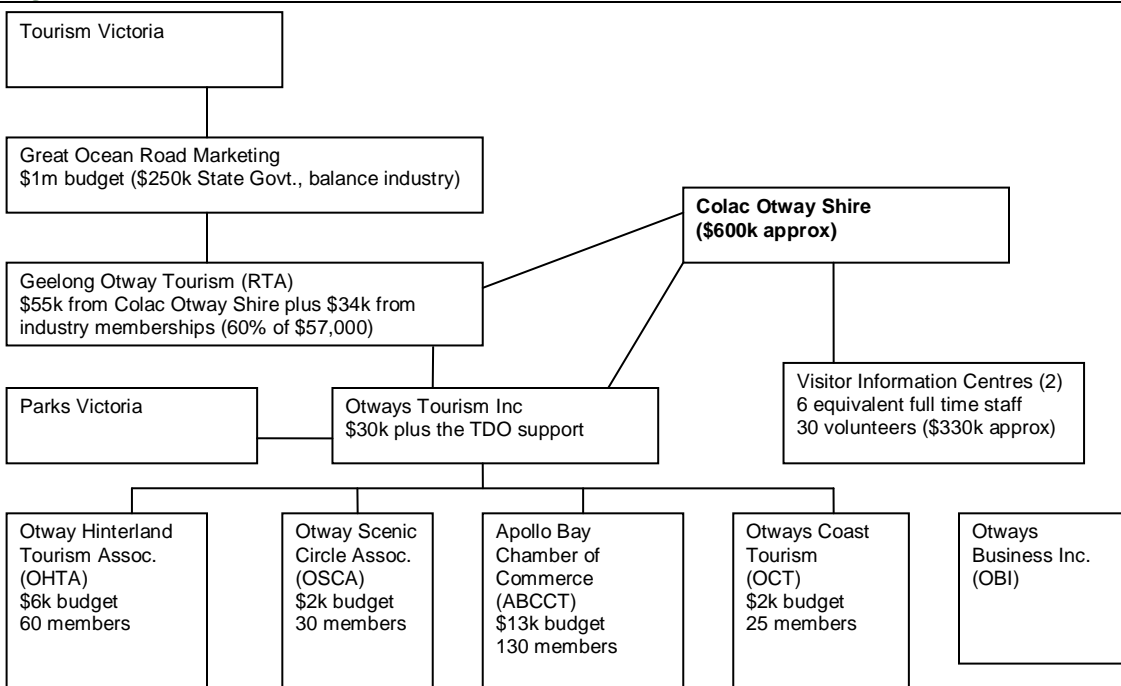 Tourism Victoria
Great Ocean Road Marketing
$1m budget ($250k State Govt., balance industry)
Colac Otway Shire
($600k approx)
Geelong Otway Tourism (RTA)
$55k from Colac Otway Shire plus $34k from
industry memberships (60% of $57,000)
Visitor Information Centres (2)
6 equivalent full time staff
30 volunteers ($330k approx)
Parks Victoria
Otways Tourism Inc
$30k plus the TDO support
Otway Hinterland
Tourism Assoc.
(OHTA)
$6k budget
60 members
Otway Scenic
Circle Assoc.
(OSCA)
$2k budget
30 members
Apollo Bay
Chamber of
Commerce
(ABCCT)
$13k budget
130 members
Otways Coast
Tourism
(OCT)
$2k budget
25 members
Otways
Business Inc.
(OBI)